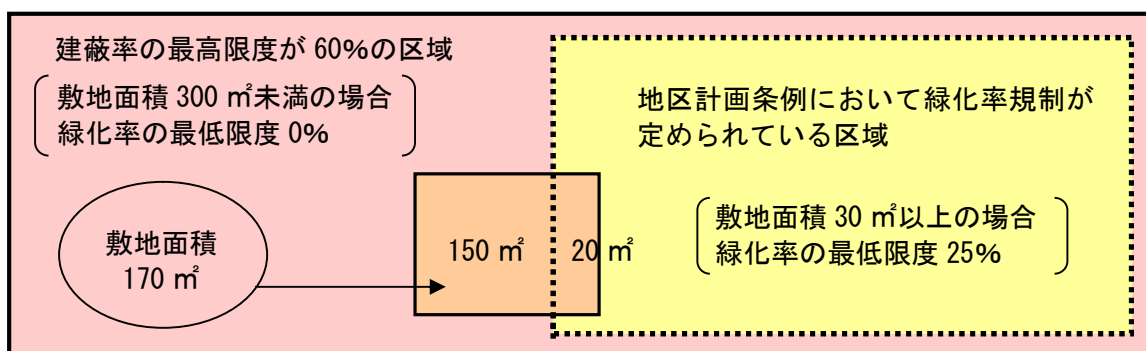 建蔽率の最高限度が 60%の区域
敷地面積 300 ㎡未満の場合
緑化率の最低限度 0%
地区計画条例において緑化率規制が
定められている区域
敷地面積 30 ㎡以上の場合
緑化率の最低限度 25%
敷地面積
170 ㎡
150 ㎡
20 ㎡